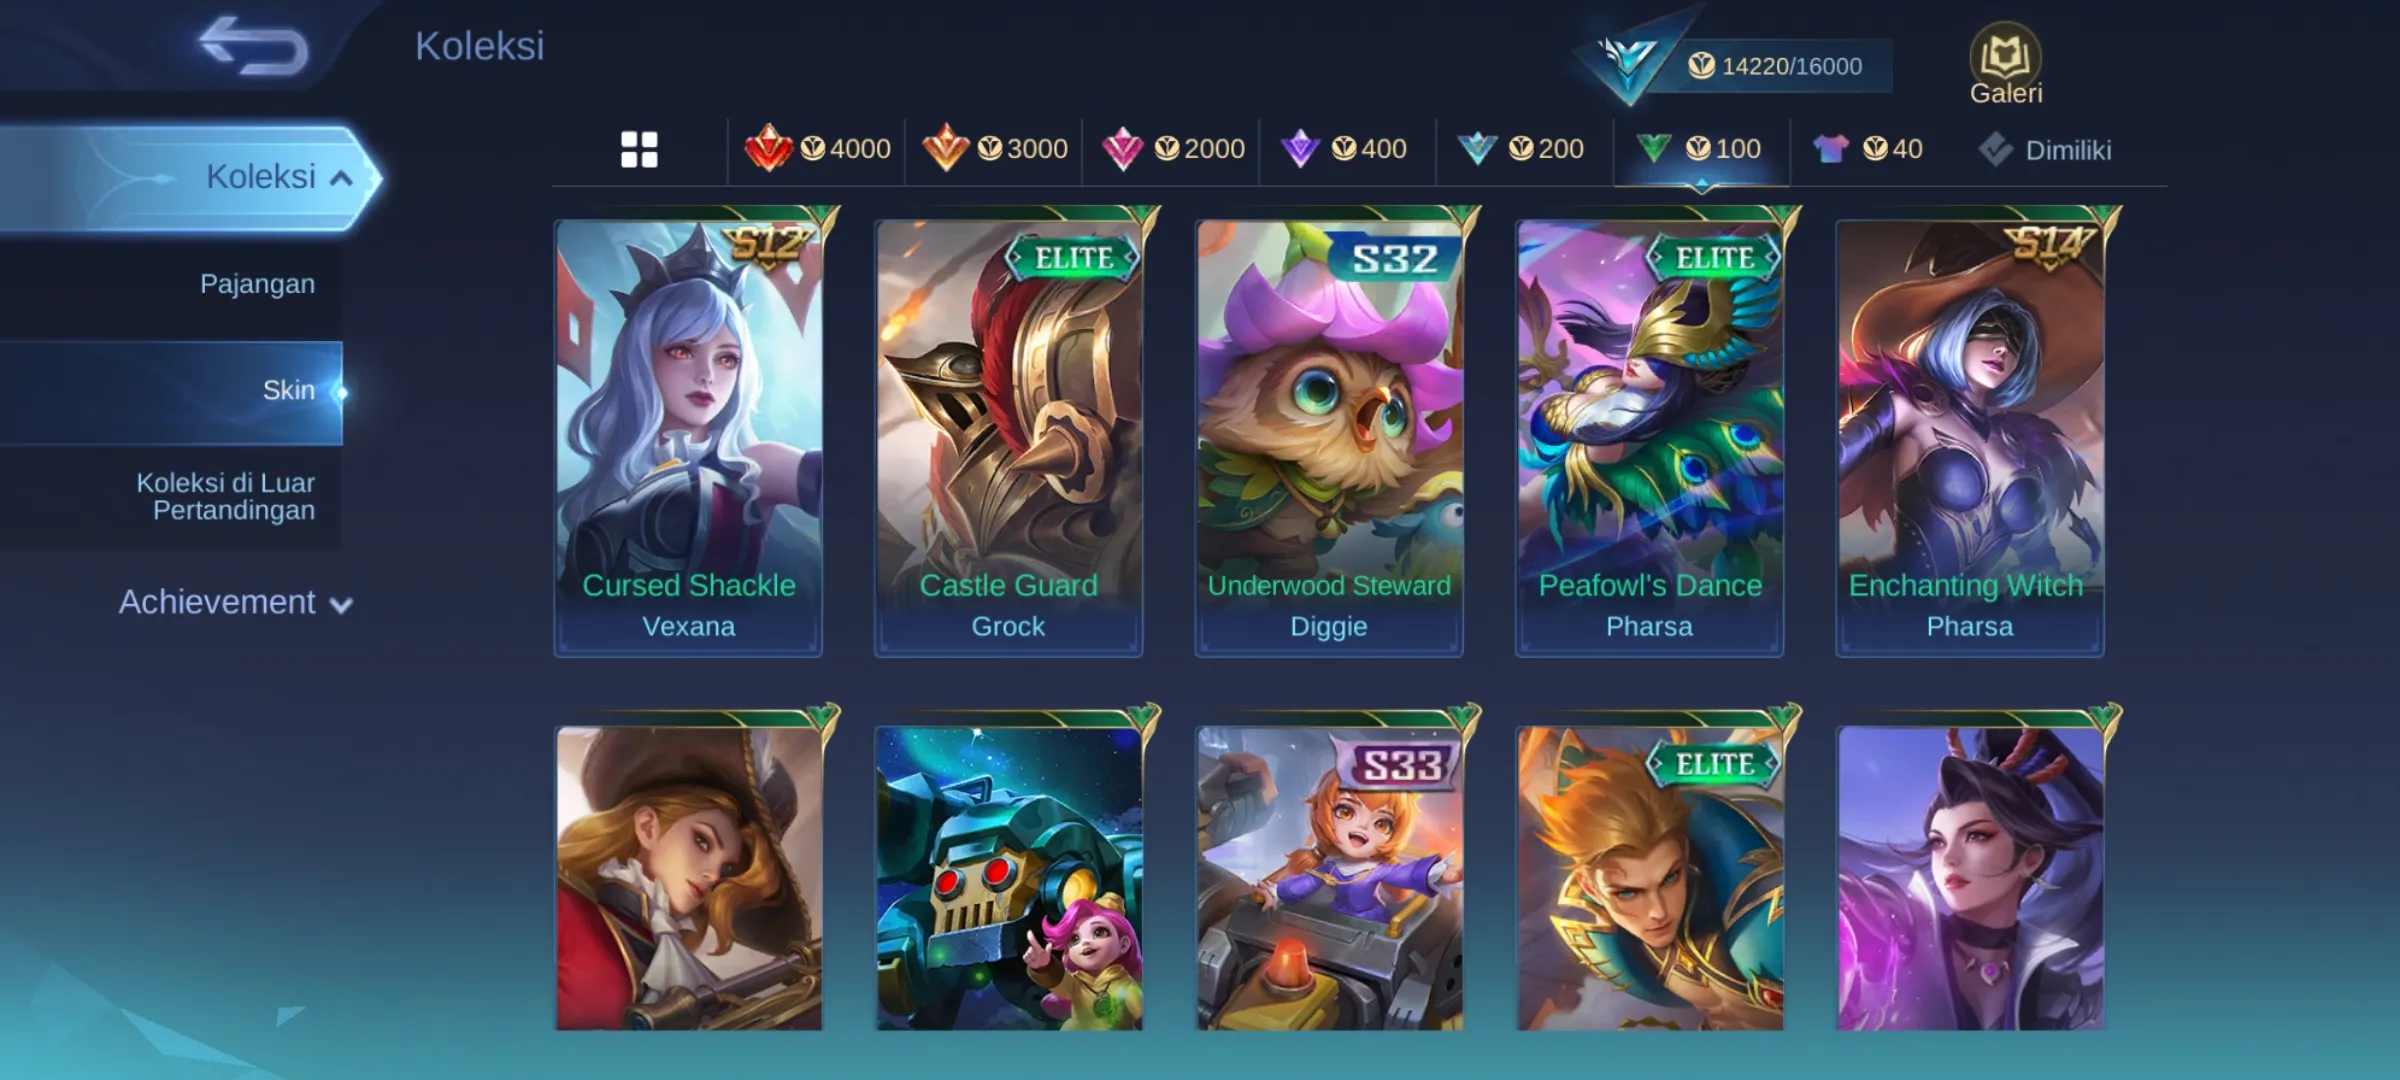 Koleksi
14220/16000
Galeri
4000
3000
2000
400
200
100
40
Dimiliki
Koleksi
Pajangan
Skin
Koleksi di Luar
Pertandingan
Achievement
S12
Cursed Shackle
Vexana
ELITE
Castle Guard
Grock
S32
Underwood Steward
Diggie
ELITE
Peafowl's Dance
Pharsa
S14
Enchanting Witch
Pharsa
S33
ELITE